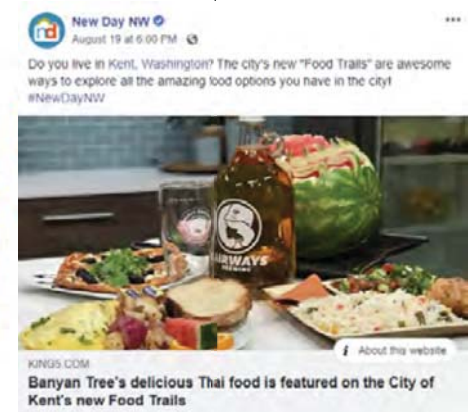 nd
New Day NW
August 19 at 6:00 PM
Do you live in Kent, Washington? The city's new "Food Trails" are awesome
ways to explore all the amazing food options you have in the city!
#NewDayNW
AIRWAYS
BREWING
i About this website
KING5.COM
Banyan Tree's delicious Thai food is featured on the City of
Kent's new Food Trails